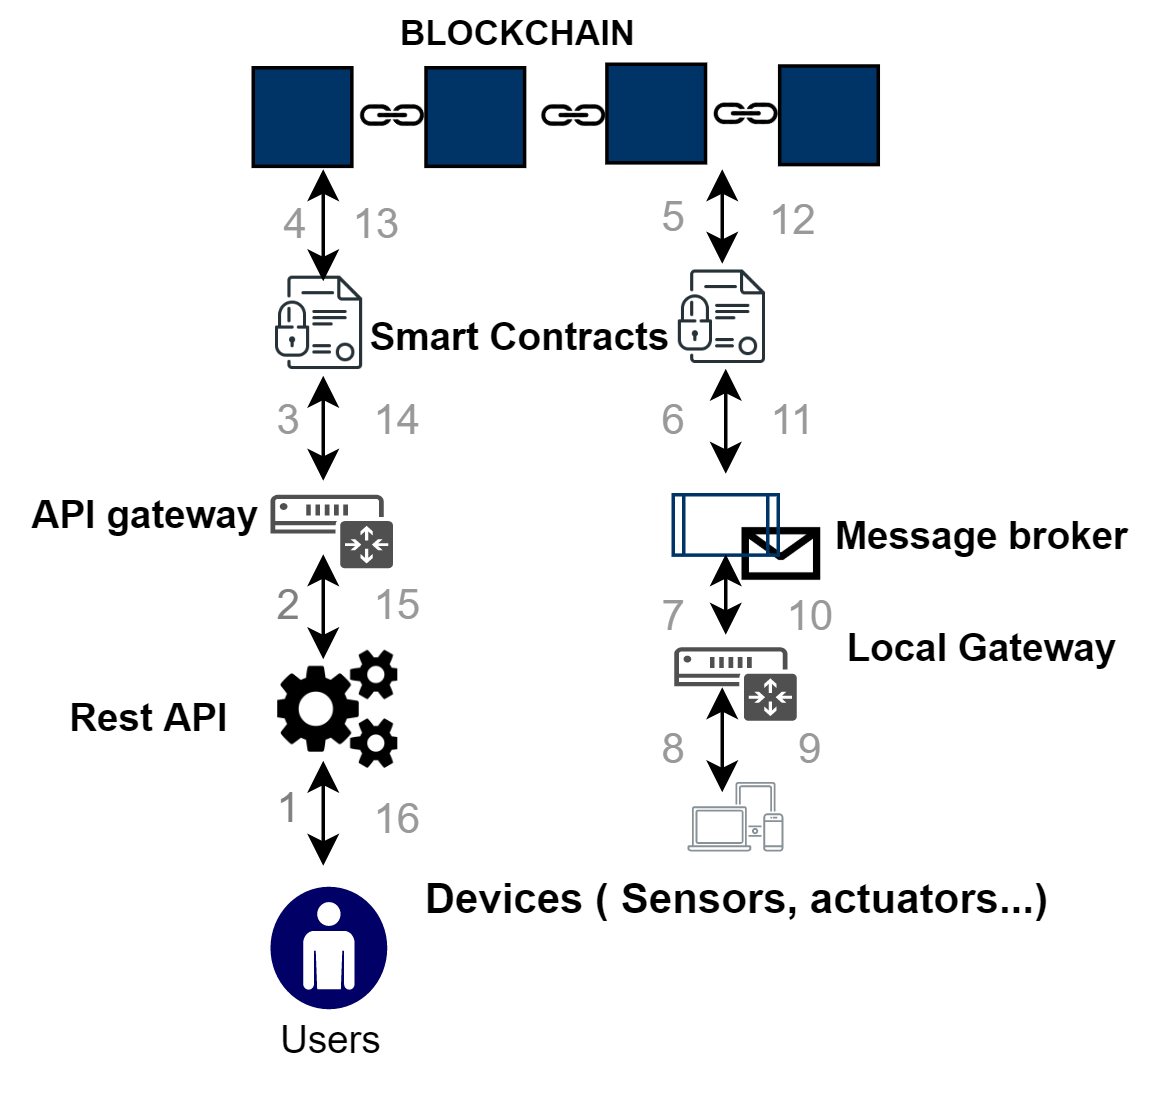 BLOCKCHAIN
4 13 5 12
Smart Contracts
3 14 6 11
API gateway
Message broker
2 15 7 10
Local Gateway
Rest API
8 9
1 16
Devices ( Sensors, actuators...)
Users